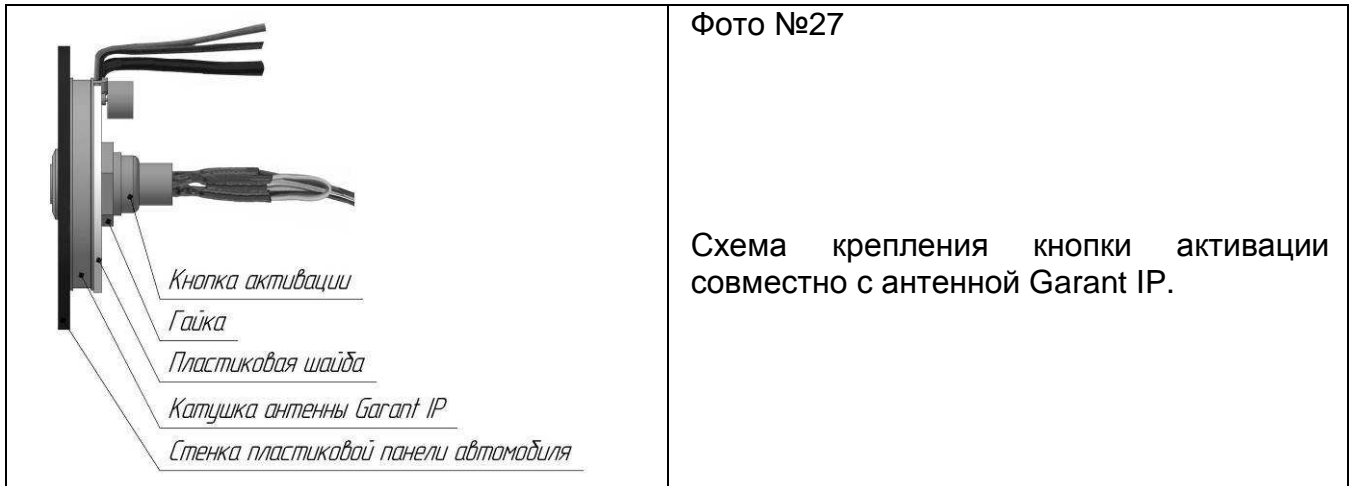 Фото №27
Схема крепления кнопки активации
совместно с антенной Garant IP.
Кнопка активации
Гайка
Пластиковая шайба
Катушка антенны Garant IP
Стенка пластиковой панели автомобиля